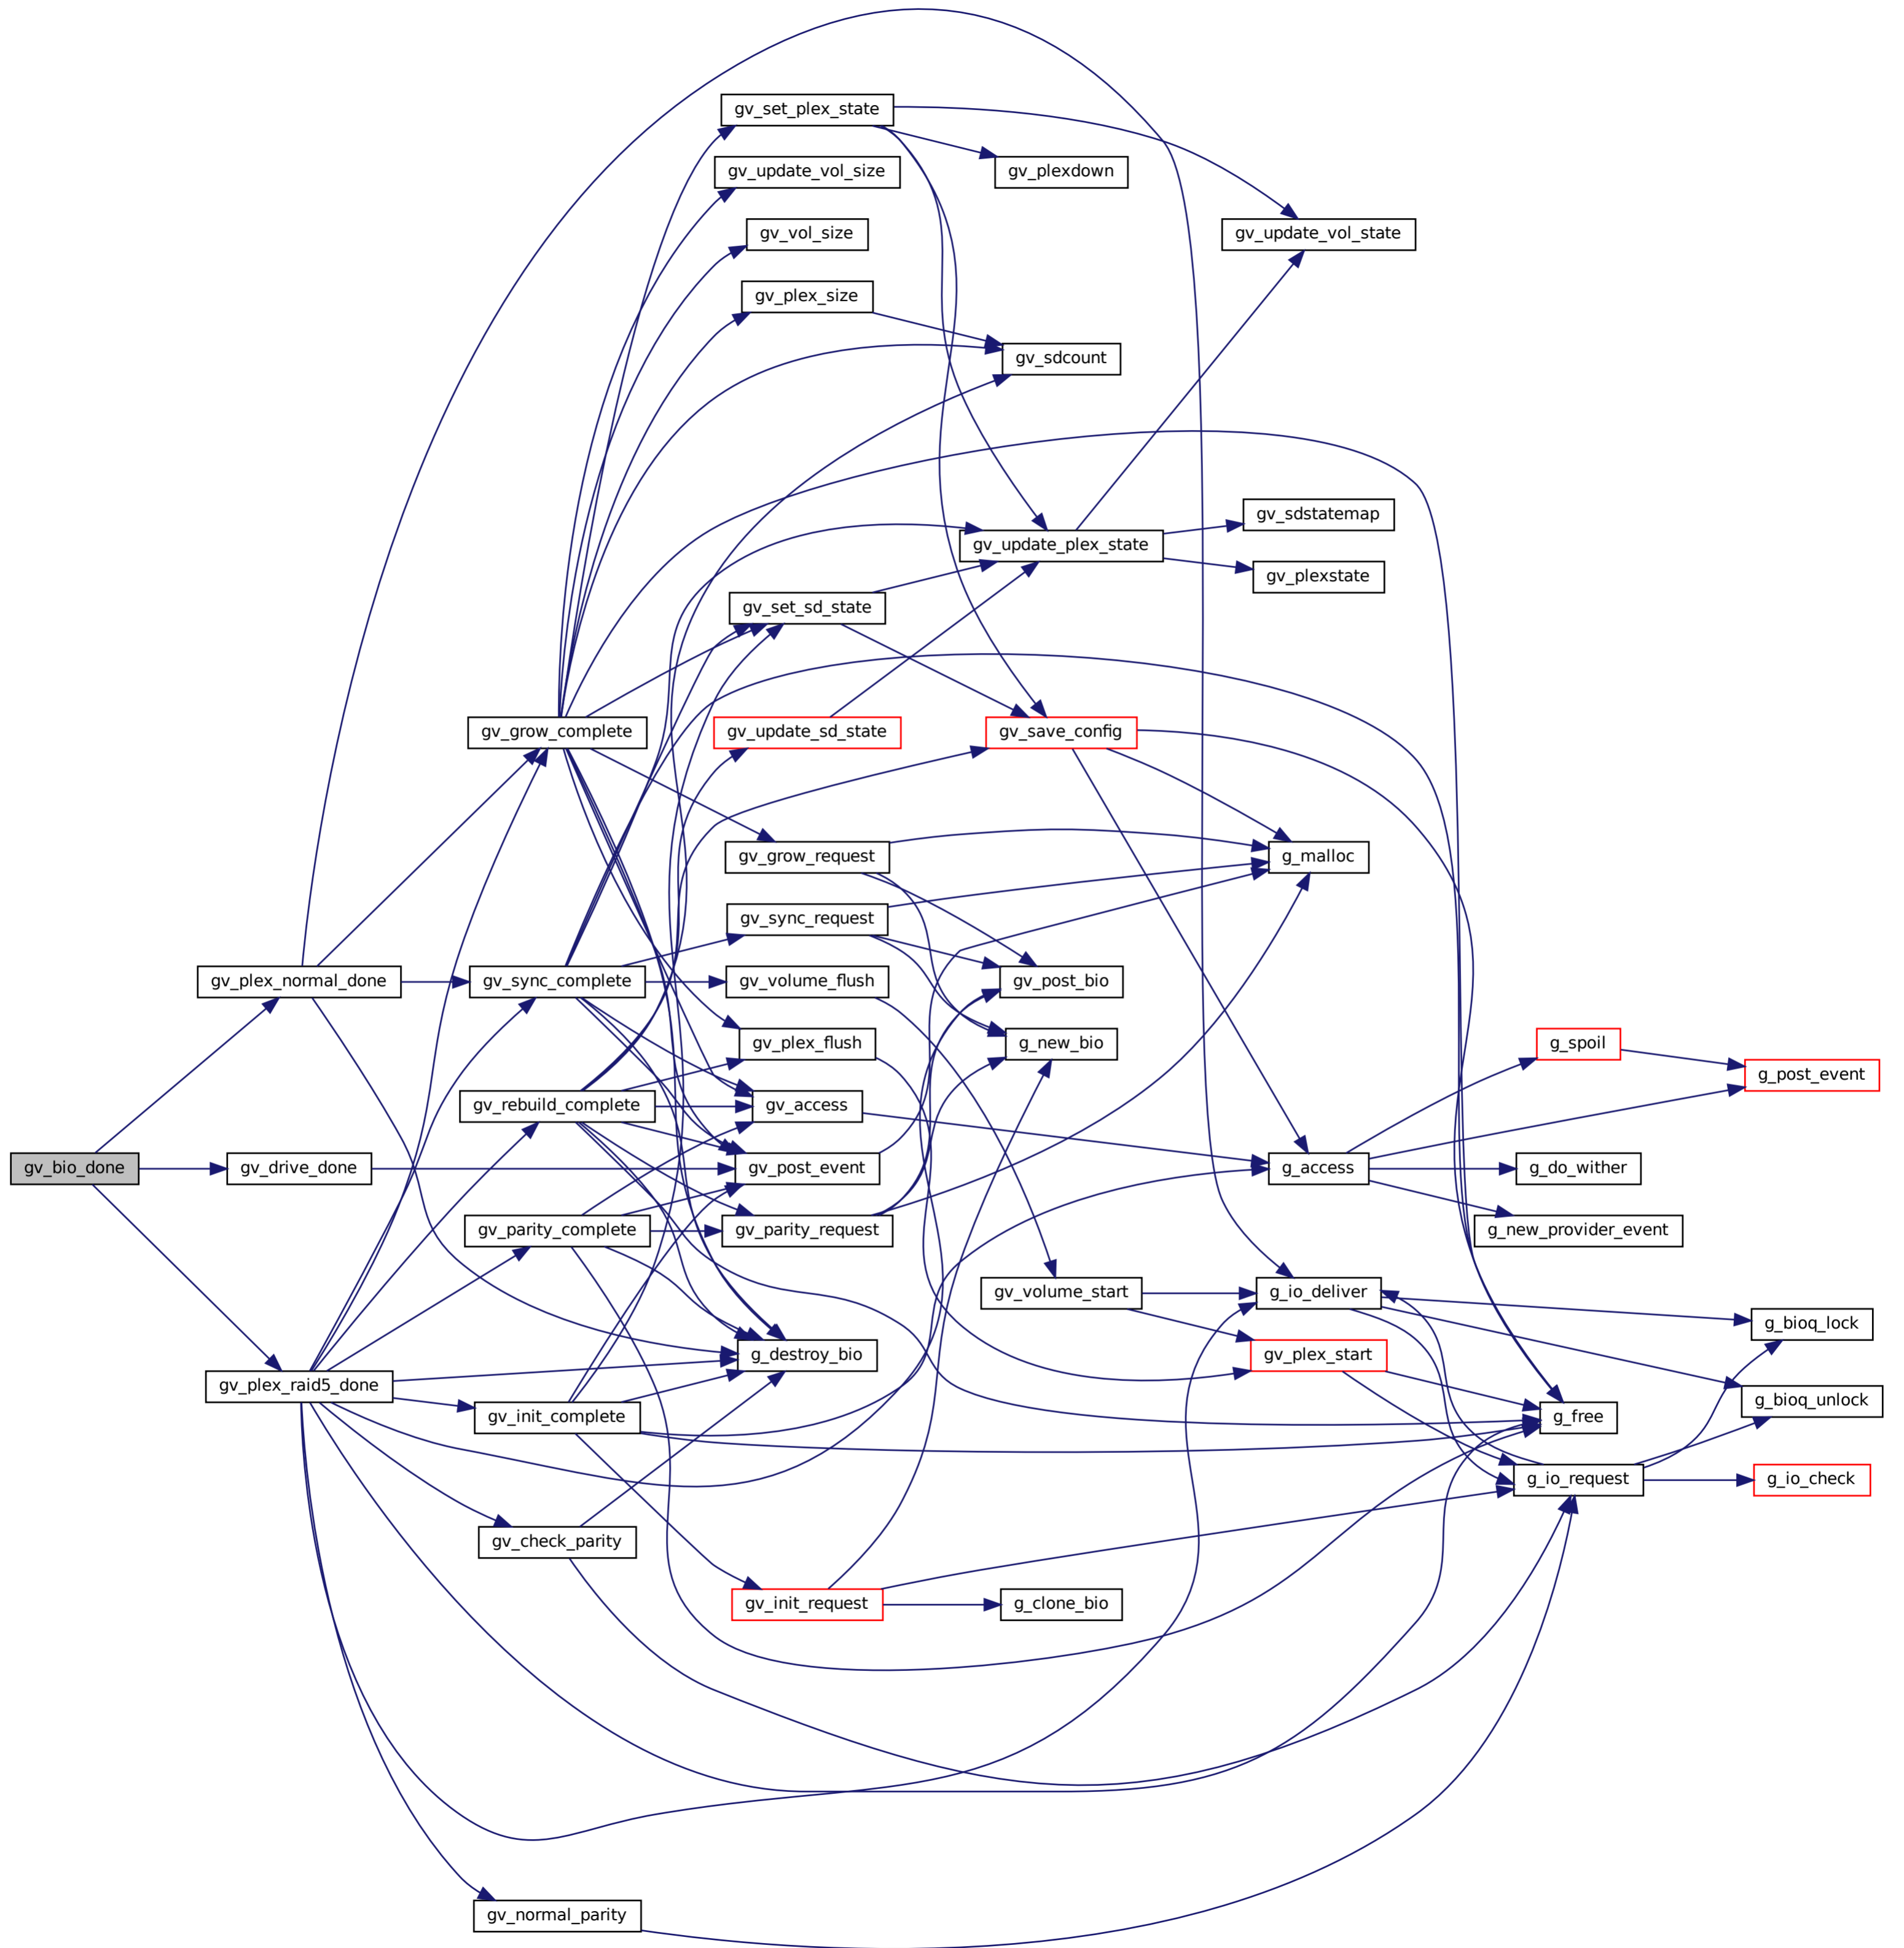 gv_set_plex_state
gv_update_vol_size
gv_plexdown
gv_vol_size
gv_update_vol_state
gv_plex_size
gv_sdcount
gv_sdstatemap
gv_update_plex_state
gv_plexstate
gv_set_sd_state
gv_grow_complete
gv_update_sd_state
gv_save_config
gv_grow_request
g_malloc
gv_sync_request
gv_plex_normal_done
gv_sync_complete
gv_volume_flush
gv_post_bio
gv_plex_flush
g_new_bio
g_spoil
g_post_event
gv_rebuild_complete
gv_access
gv_bio_done
gv_drive_done
gv_post_event
g_access
g_do_wither
gv_parity_complete
gv_parity_request
g_new_provider_event
gv_volume_start
g_io_deliver
g_bioq_lock
g_destroy_bio
gv_plex_start
gv_plex_raid5_done
g_bioq_unlock
gv_init_complete
g_free
g_io_request
g_io_check
gv_check_parity
gv_init_request
g_clone_bio
gv_normal_parity